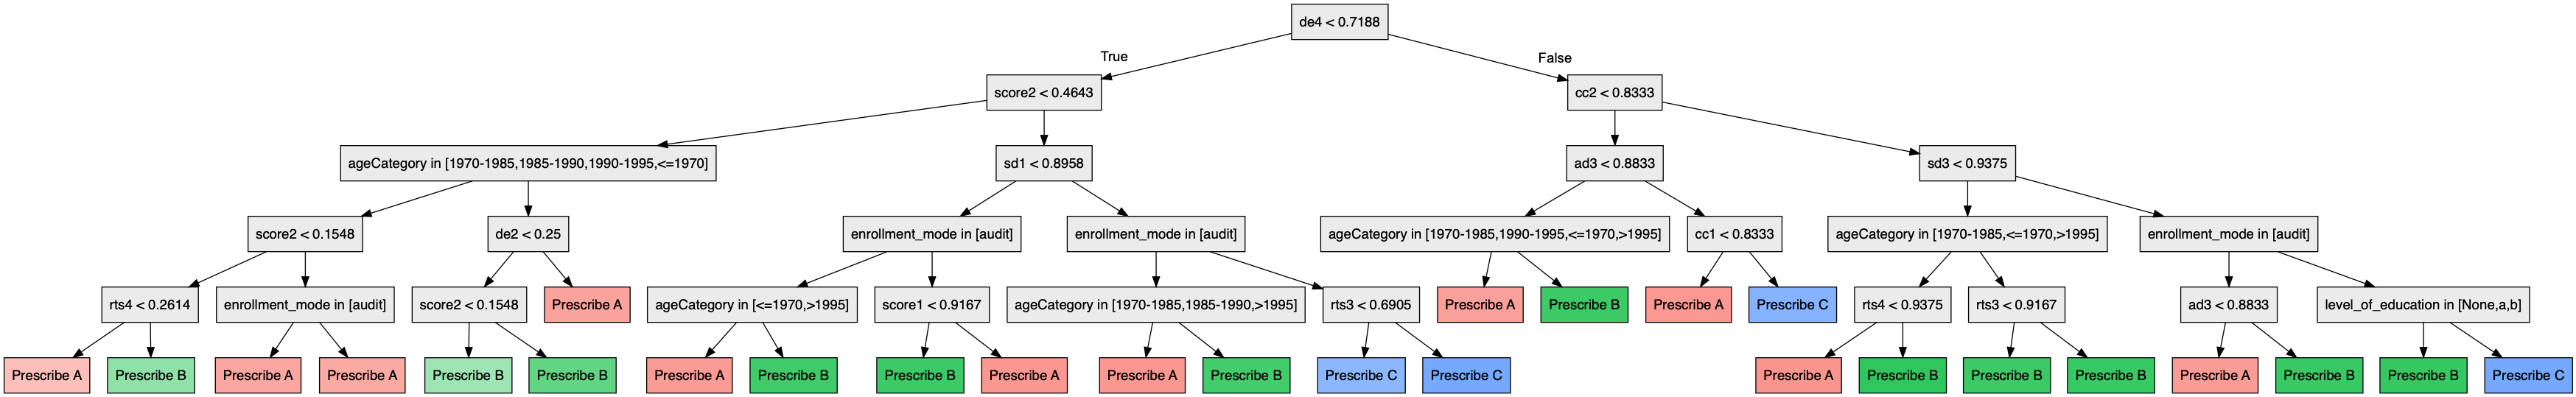 de4 < 0.7188
True
False
score2 < 0.4643
cc2 < 0.8333
ageCategory in [1970-1985,1985-1990,1990-1995,<=1970]
sd1 < 0.8958
ad3 < 0.8833
sd3 < 0.9375
score2 < 0.1548
de2 < 0.25
enrollment_mode in [audit]
enrollment_mode in [audit]
ageCategory in [1970-1985,1990-1995,<=1970,>1995]
cc1 < 0.8333
ageCategory in [1970-1985,<=1970,>1995]
enrollment_mode in [audit]
rts4 < 0.2614
enrollment_mode in [audit]
score2 < 0.1548
Prescribe A
ageCategory in [<=1970,>1995]
score1 < 0.9167
ageCategory in [1970-1985,1985-1990,>1995]
rts3 < 0.6905
Prescribe A
Prescribe B
Prescribe A
Prescribe C
rts4 < 0.9375
rts3 < 0.9167
ad3 < 0.8833
level_of_education in [None,a,b]
Prescribe A
Prescribe B
Prescribe A
Prescribe A
Prescribe B
Prescribe B
Prescribe A
Prescribe B
Prescribe B
Prescribe A
Prescribe A
Prescribe B
Prescribe C
Prescribe C
Prescribe A
Prescribe B
Prescribe B
Prescribe B
Prescribe A
Prescribe B
Prescribe B
Prescribe C